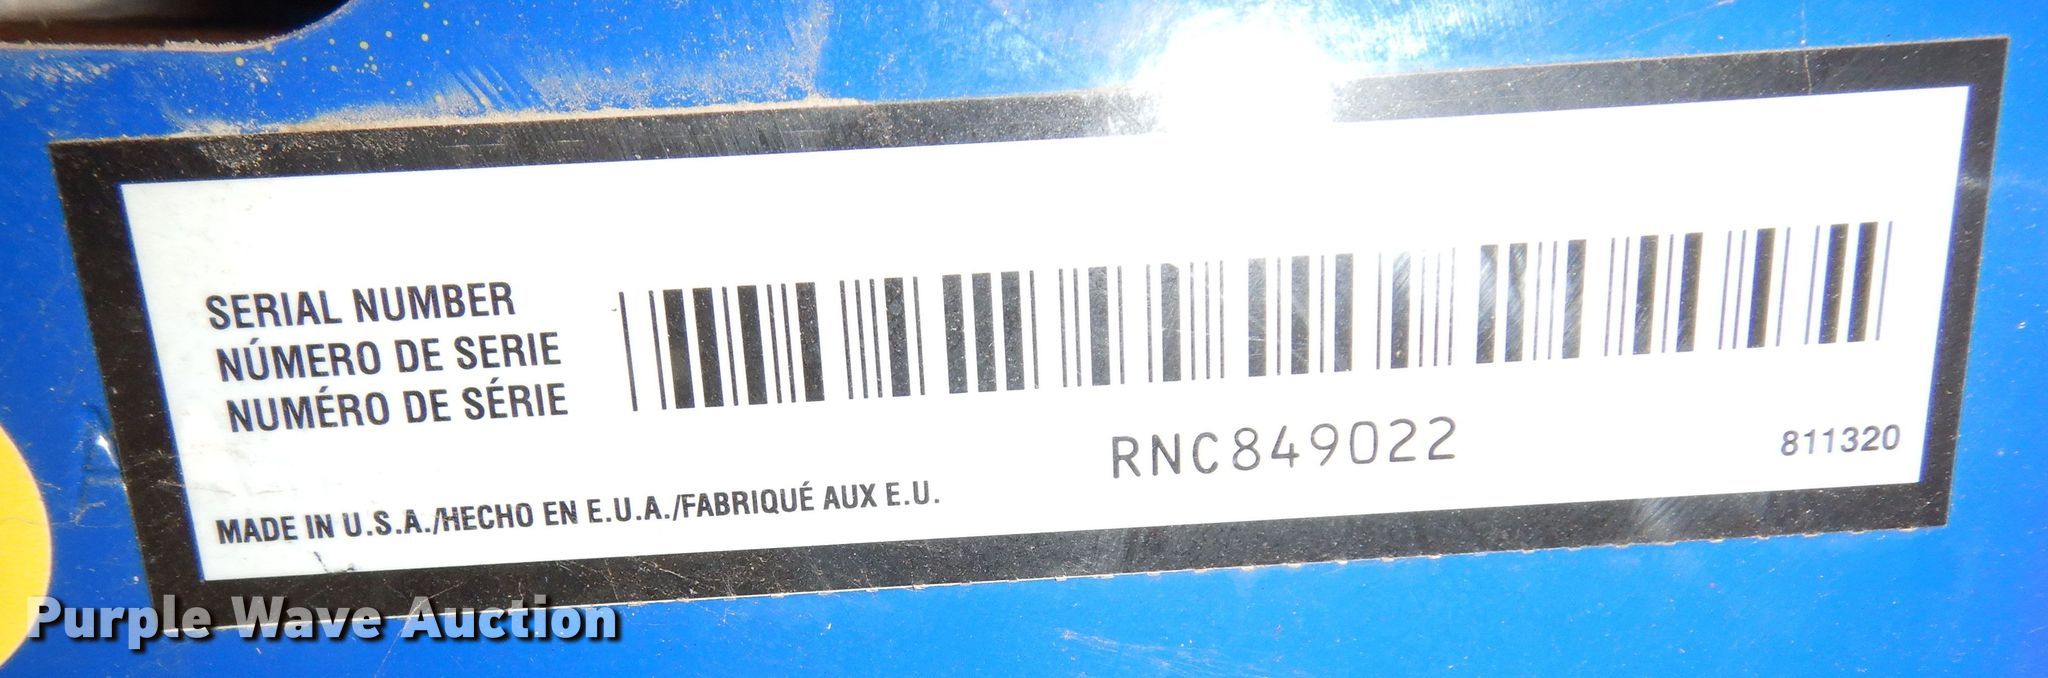 SERIAL NUMBER
NÚMERO DE SERIE
NUMÉRO DE SÉRIE
RNC849022
811320
MADE IN U.S.A./HECHO EN E.U.A./FABRIQUÉ AUX E.U.
Purple Wave Auction